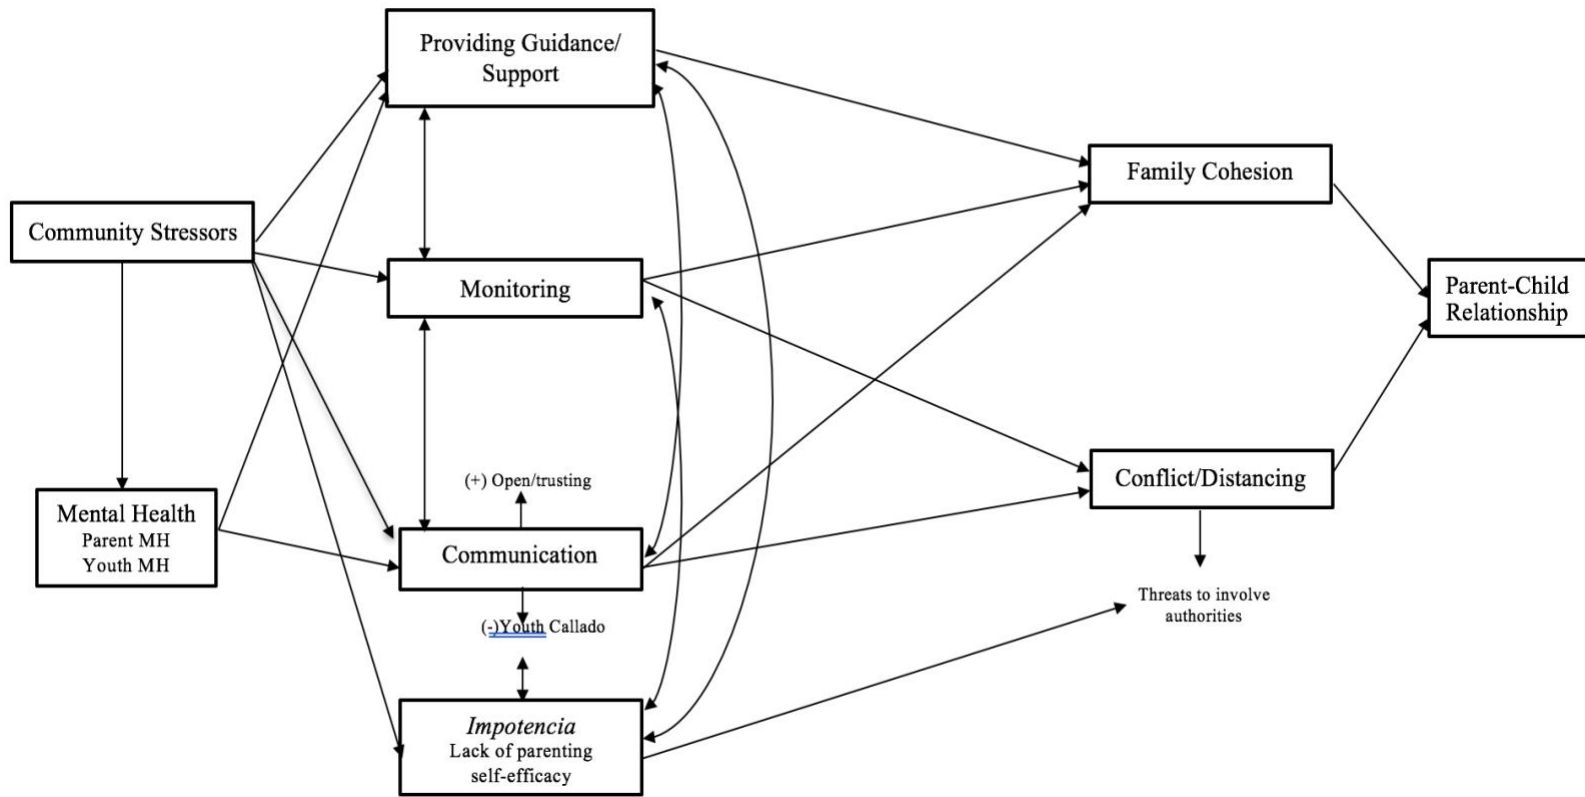 Providing Guidance/
Support
Family Cohesion
Community Stressors
Monitoring
Parent-Child
Relationship
(+) Open/trusting
Conflict/Distancing
Mental Health
Parent MH
Youth MH
Communication
Threats to involve
authorities
(-)Youth Callado
Impotencia
Lack of parenting
self-efficacy